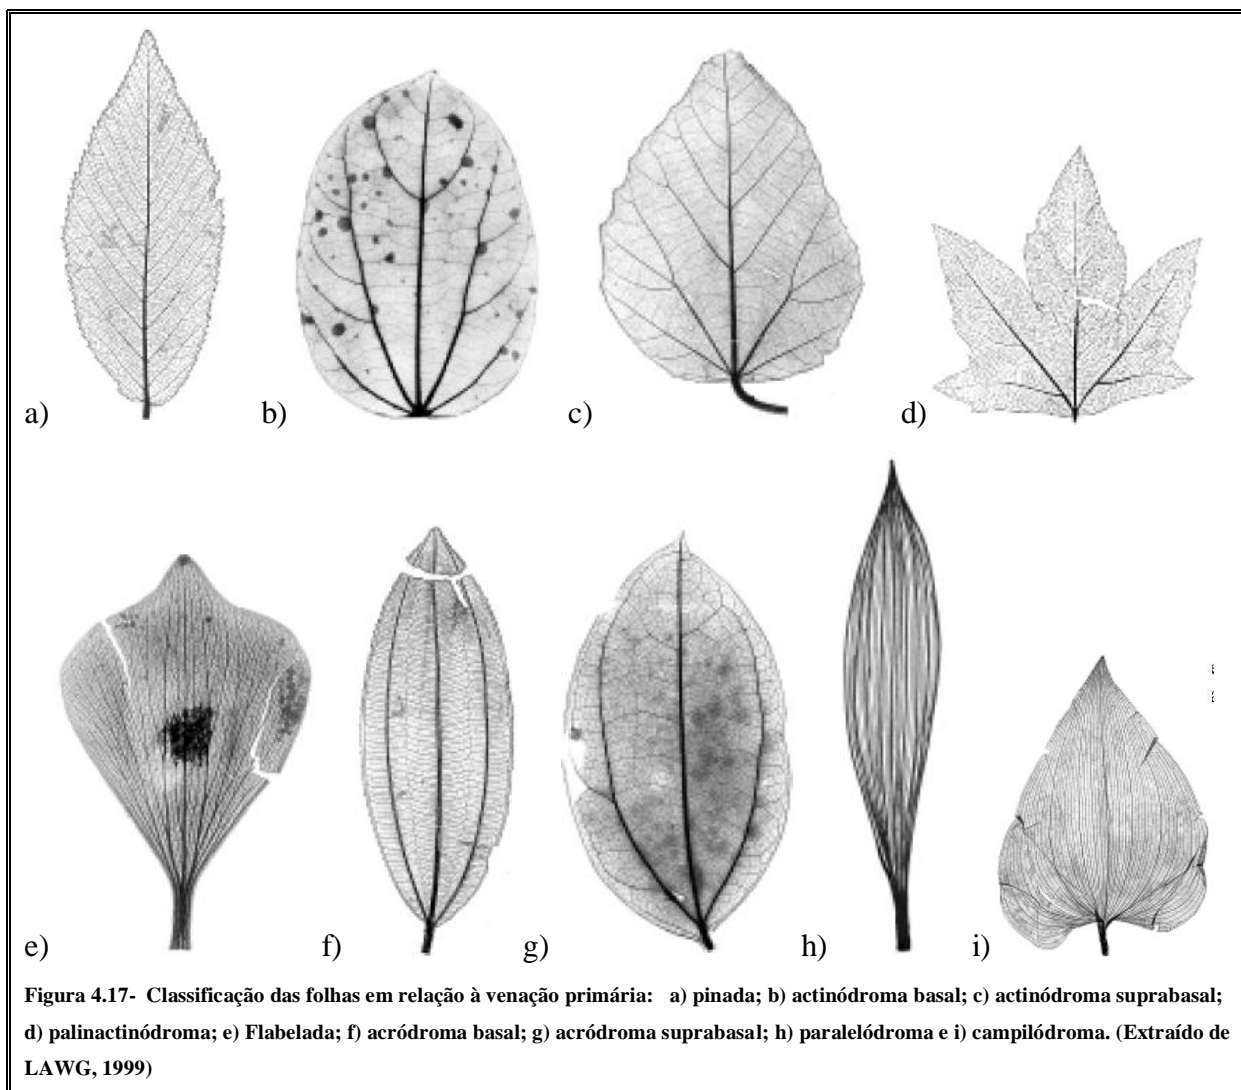 a)
b)
c)
d)
e)
f)
g)
h)
i)
Figura 4.17- Classificação das folhas em relação à venação primária: a) pinada; b) actinódroma basal; c) actinódroma suprabasal;
d) palinactinódroma; e) Flabelada; f) acródroma basal; g) acródroma suprabasal; h) paralelódroma e i) campilódroma. (Extraído de
LAWG, 1999)